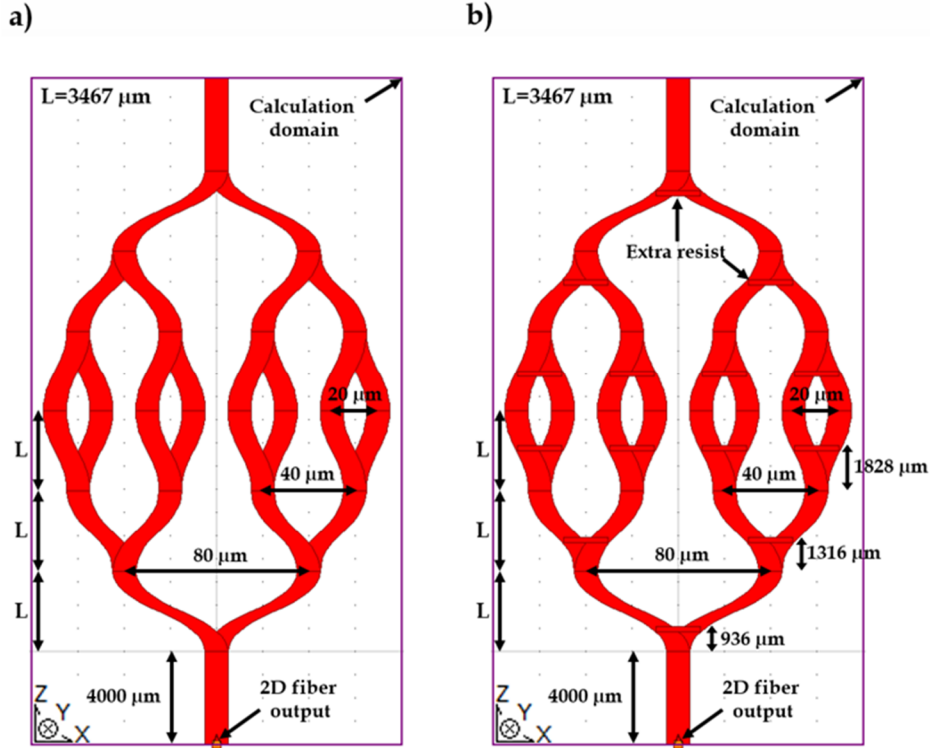 a)
L=3467 µm
Calculation
domain
20 µm
L
40 µm
L
80 µm
L
4000 µm
2D fiber
output
Z
Y
X
b)
L=3467 µm
Calculation
domain
Extra resist
20 µm
L
40 µm
1828 µm
L
80 µm
1316 µm
L
936 µm
4000 µm
2D fiber
output
Z
Y
X